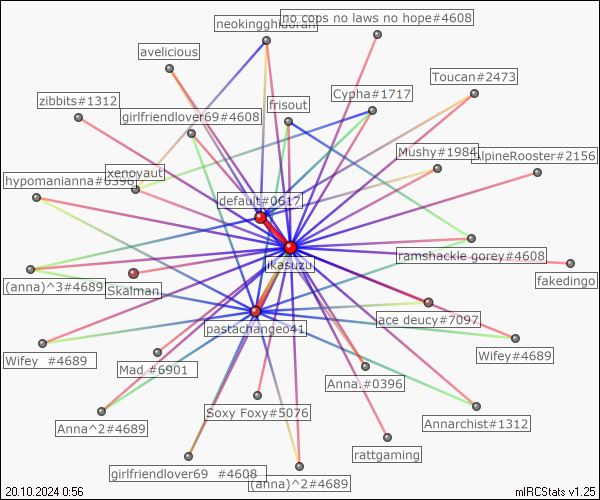 no cops no laws no hope#4608
avelicious
Toucan#2473
Cypha#1717
zibbits#1312
frisout
girlfriendlover69#4608
Mushy#1984
AlpineRooster#2156
xenoyaut
default#0617
ikasuzu
ramshackle gorey#4608
(anna)^3#4689
Skalman
fakedingo
pastachangeo41
ace deucy#7097
Wifey #4689
Wifey#4689
Mad #6901
Anna.#0396
Soxy Foxy#5076
Anna^2#4689
Annarchist#1312
rattgaming
girlfriendlover69 #4608
(anna)^2#4689
20.10.2024 0:56
mIRCStats v1.25